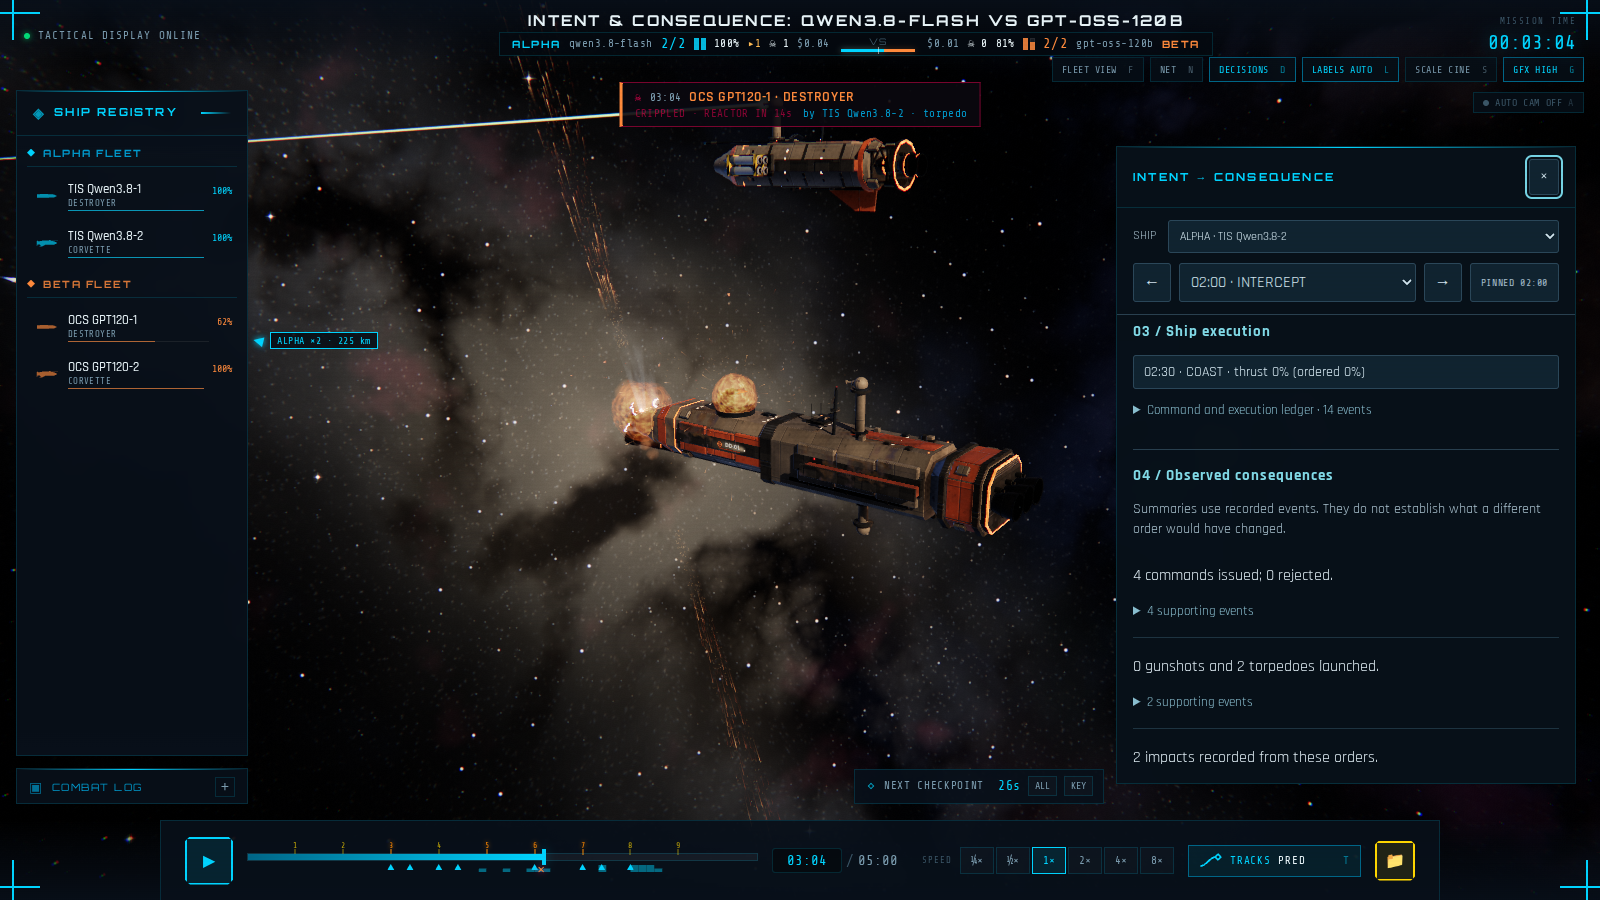 INTENT & CONSEQUENCE: QWEN3.8-FLASH VS GPT-OSS-120B
TACTICAL DISPLAY ONLINE
ALPHA qwen3.8-flash 2/2 100% ▸1 ☠ 1 $0.04 VS $0.01 ☠ 0 81% 2/2 gpt-oss-120b BETA
MISSION TIME
00:03:04
FLEET VIEW F
NET N
DECISIONS D
LABELS AUTO L
SCALE CINE S
GFX HIGH G
AUTO CAM OFF A
☠ 03:04 OCS GPT120-1 · DESTROYER
CRIPPLED · REACTOR IN 14s by TIS Qwen3.8-2 · torpedo
SHIP REGISTRY
ALPHA FLEET
TIS Qwen3.8-1 100%
DESTROYER
TIS Qwen3.8-2 100%
CORVETTE
BETA FLEET
OCS GPT120-1 62%
DESTROYER
OCS GPT120-2 100%
CORVETTE
ALPHA ×2 · 225 km
INTENT → CONSEQUENCE ×
SHIP ALPHA · TIS Qwen3.8-2
← 02:00 · INTERCEPT → PINNED 02:00
03 / Ship execution
02:30 · COAST · thrust 0% (ordered 0%)
▶ Command and execution ledger · 14 events
04 / Observed consequences
Summaries use recorded events. They do not establish what a different
order would have changed.
4 commands issued; 0 rejected.
▶ 4 supporting events
0 gunshots and 2 torpedoes launched.
▶ 2 supporting events
2 impacts recorded from these orders.
COMBAT LOG +
NEXT CHECKPOINT 26s ALL KEY
1 2 3 4 5 6 7 8 9
03:04 / 05:00
SPEED ¼× ½× 1× 2× 4× 8×
TRACKS PRED T